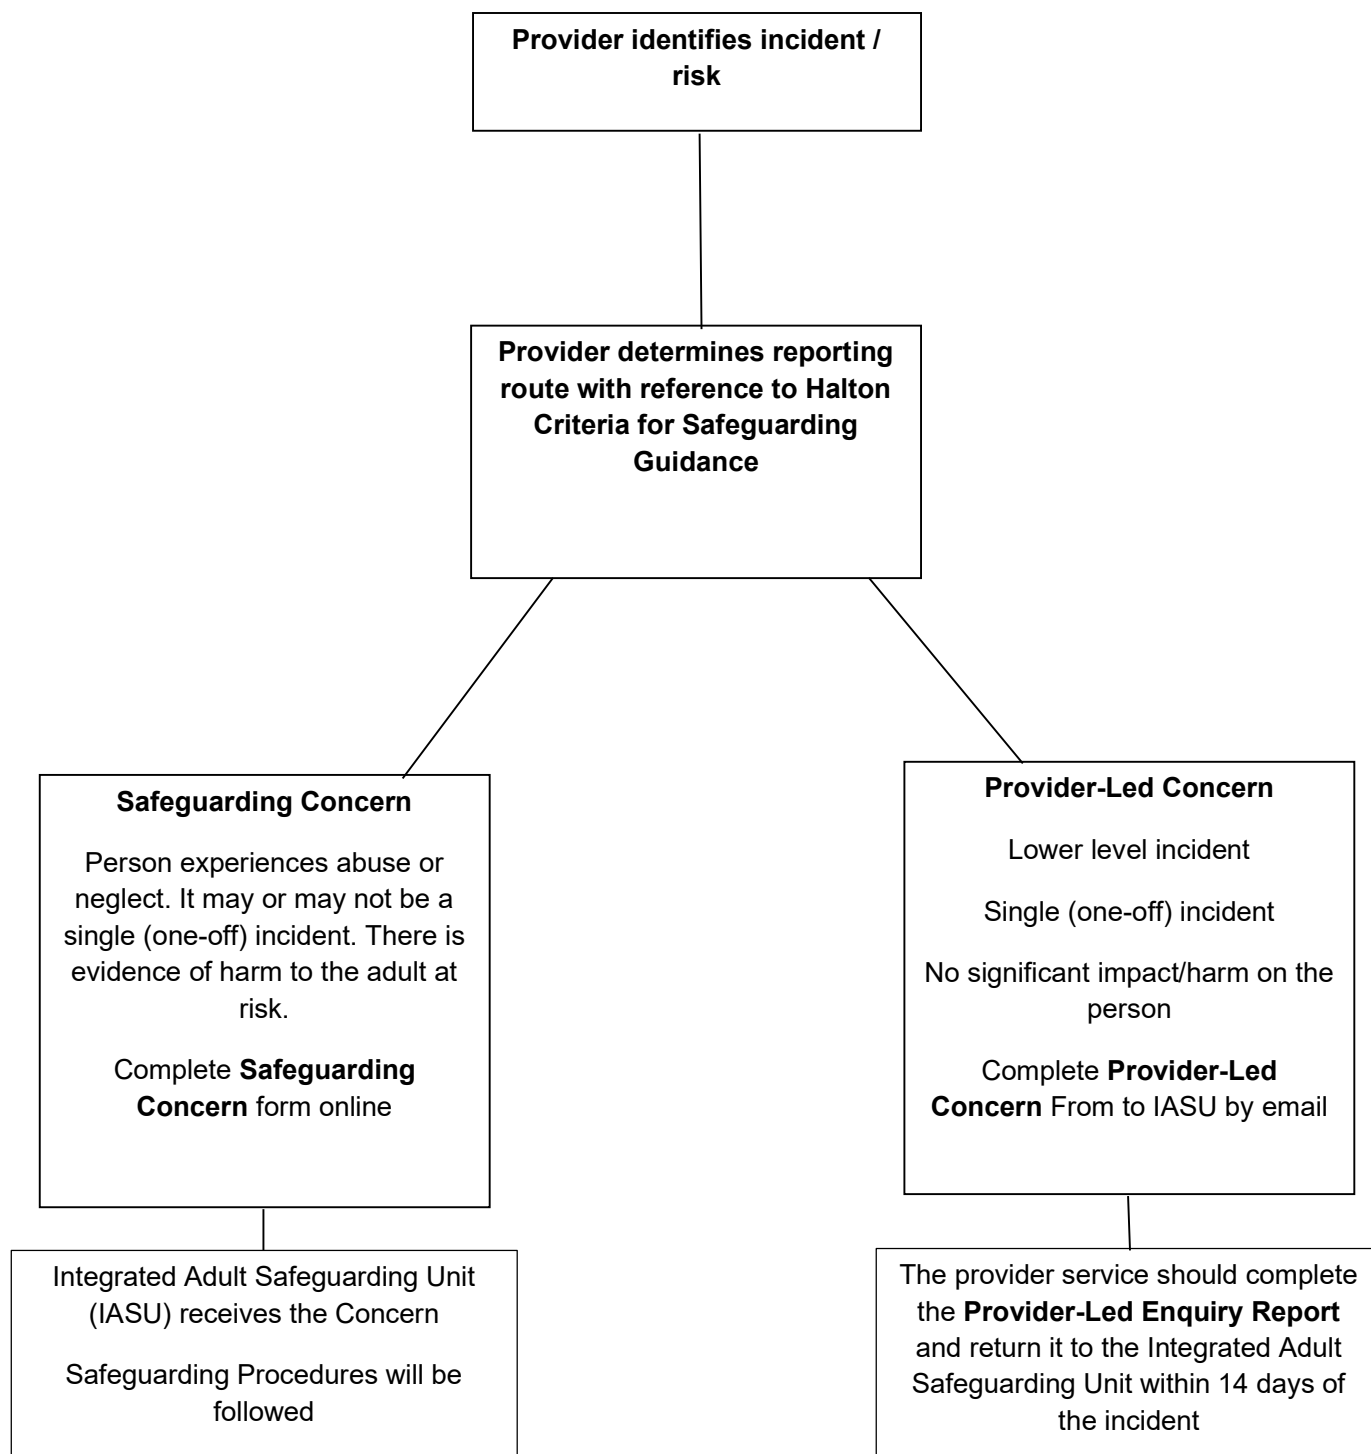 Provider identifies incident /
risk
Provider determines reporting
route with reference to Halton
Criteria for Safeguarding
Guidance
Safeguarding Concern
Person experiences abuse or
neglect. It may or may not be a
single (one-off) incident. There is
evidence of harm to the adult at
risk.
Complete Safeguarding
Concern form online
Integrated Adult Safeguarding Unit
(IASU) receives the Concern
Safeguarding Procedures will be
followed
Provider-Led Concern
Lower level incident
Single (one-off) incident
No significant impact/harm on the
person
Complete Provider-Led
Concern From to IASU by email
The provider service should complete
the Provider-Led Enquiry Report
and return it to the Integrated Adult
Safeguarding Unit within 14 days of
the incident